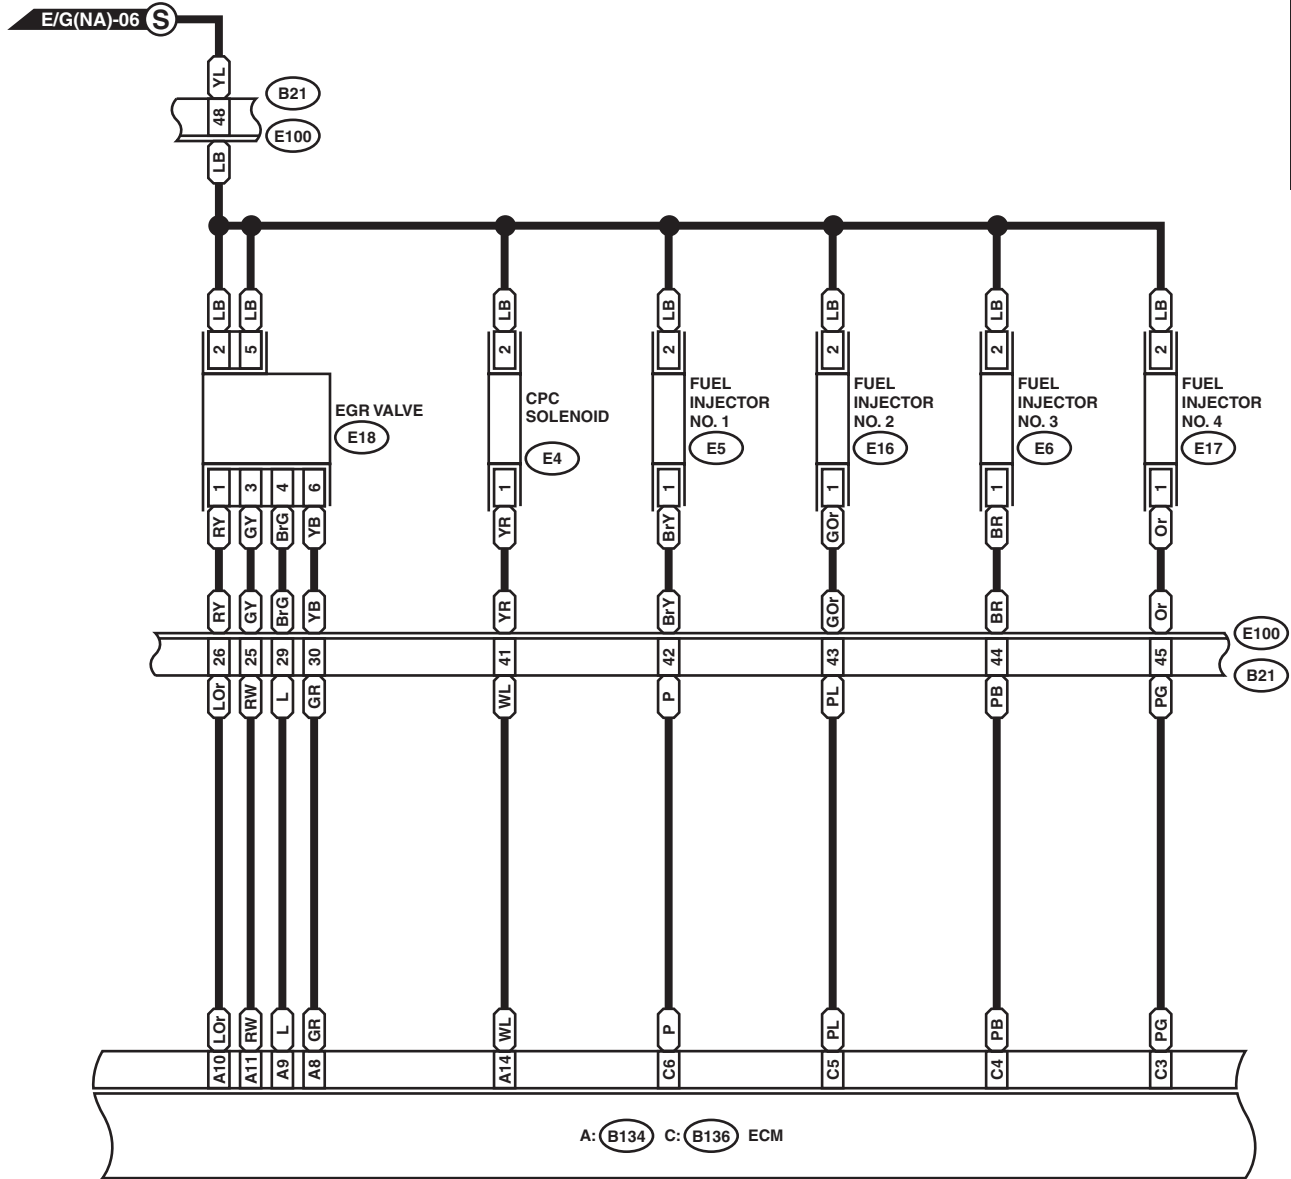 E/G(NA)-06 S
YL
B21
48
E100
LB
LB LB LB LB LB LB LB
2 5 2 2 2 2 2
EGR VALVE
E18
CPC
SOLENOID
E4
FUEL
INJECTOR
NO. 1
E5
FUEL
INJECTOR
NO. 2
E16
FUEL
INJECTOR
NO. 3
E6
FUEL
INJECTOR
NO. 4
E17
1 3 4 6 1 1 1 1 1
RY GY BrG YB YR BrY GOr BR Or
RY GY BrG YB YR BrY GOr BR Or
E100
26 25 29 30 41 42 43 44 45
B21
LOr RW L GR WL P PL PB PG
LOr RW L GR WL P PL PB PG
A10 A11 A9 A8 A14 C6 C5 C4 C3
A: B134 C: B136 ECM